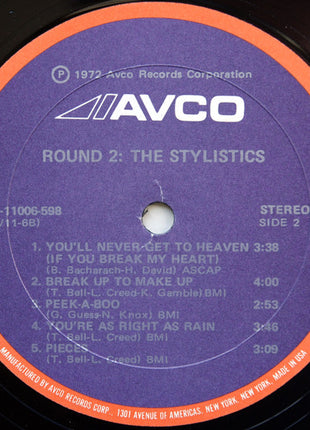 ℗ 1972 Avco Records Corporation
AVCO
ROUND 2: THE STYLISTICS
-11006-598
STEREO
/11-6B)
SIDE 2
1. YOU'LL NEVER GET TO HEAVEN 3:38
(IF YOU BREAK MY HEART)
(B. Bacharach-H. David) ASCAP
2. BREAK UP TO MAKE UP 4:00
(T. Bell-L. Creed-K. Gamble) BMI
3. PEEK-A-BOO 2:53
(G. Guess-N. Knox) BMI
4. YOU'RE AS RIGHT AS RAIN 3:46
(T. Bell-L. Creed) BMI
5. PIECES 3:09
(T. Bell-L. Creed) BMI
MANUFACTURED BY AVCO RECORDS CORP., 1301 AVENUE OF AMERICAS, NEW YORK, NEW YORK. MADE IN USA